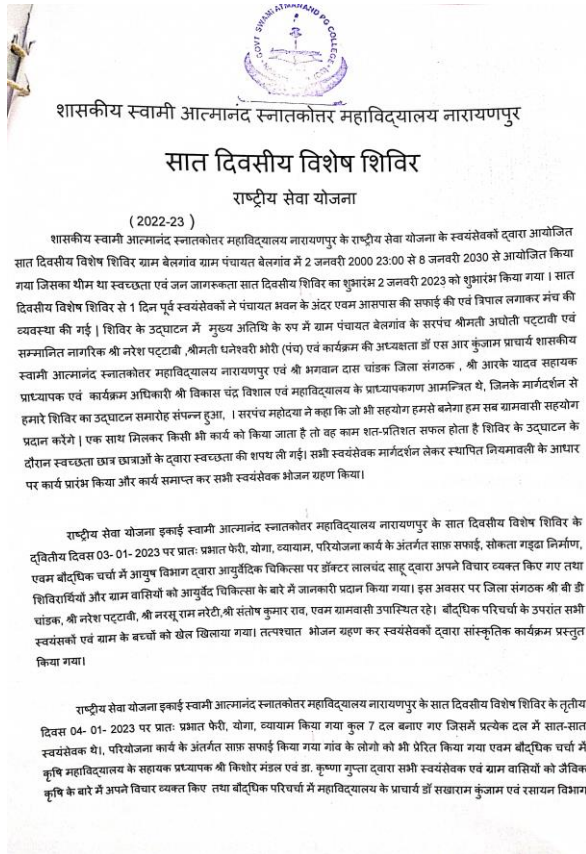 GOVT SWAMI ATMANAND PG COLLEGE
शासकीय स्वामी आत्मानंद स्नातकोत्तर महाविद्यालय नारायणपुर
सात दिवसीय विशेष शिविर
राष्ट्रीय सेवा योजना
( 2022-23 )
शासकीय स्वामी आत्मानंद स्नातकोत्तर महाविद्यालय नारायणपुर के राष्ट्रीय सेवा योजना के स्वयंसेवकों द्वारा आयोजित
सात दिवसीय विशेष शिविर ग्राम बेलगांव ग्राम पंचायत बेलगांव में 2 जनवरी 2000 23:00 से 8 जनवरी 2030 से आयोजित किया
गया जिसका थीम था स्वच्छता एवं जन जागरूकता सात दिवसीय शिविर का शुभारंभ 2 जनवरी 2023 को शुभारंभ किया गया | सात
दिवसीय विशेष शिविर से 1 दिन पूर्व स्वयंसेवकों ने पंचायत भवन के अंदर एवम आसपास की सफाई की एवं त्रिपाल लगाकर मंच की
व्यवस्था की गई | शिविर के उद्घाटन में मुख्य अतिथि के रुप में ग्राम पंचायत बेलगांव के सरपंच श्रीमती अघोती पट्टावी एवं
सम्मानित नागरिक श्री नरेश पट्टाबी ,श्रीमती धनेश्वरी भोरी (पंच) एवं कार्यक्रम की अध्यक्षता डॉ एस आर कुंजाम प्राचार्य शासकीय
स्वामी आत्मानंद स्नातकोत्तर महाविद्यालय नारायणपुर एवं श्री भगवान दास चांडक जिला संगठक , श्री आरके यादव सहायक
प्राध्यापक एवं कार्यक्रम अधिकारी श्री विकास चंद्र विशाल एवं महाविद्यालय के प्राध्यापकगण आमन्त्रित थे, जिनके मार्गदर्शन से
हमारे शिविर का उद्घाटन समारोह संपन्न हुआ, । सरपंच महोदया ने कहा कि जो भी सहयोग हमसे बनेगा हम सब ग्रामवासी सहयोग
प्रदान करेंगे | एक साथ मिलकर किसी भी कार्य को किया जाता है तो वह काम शत-प्रतिशत सफल होता है शिविर के उद्घाटन के
दौरान स्वच्छता छात्र छात्राओं के द्वारा स्वच्छता की शपथ ली गई। सभी स्वयंसेवक मार्गदर्शन लेकर स्थापित नियमावली के आधार
पर कार्य प्रारंभ किया और कार्य समाप्त कर सभी स्वयंसेवक भोजन ग्रहण किया।
राष्ट्रीय सेवा योजना इकाई स्वामी आत्मानंद स्नातकोत्तर महाविद्यालय नारायणपुर के सात दिवसीय विशेष शिविर के
द्वितीय दिवस 03-01-2023 पर प्रातः प्रभात फेरी, योगा, व्यायाम, परियोजना कार्य के अंतर्गत साफ सफाई, सोकता गड्ढा निर्माण,
एवम बौद्धिक चर्चा में आयुष विभाग द्वारा आयुर्वेदिक चिकित्सा पर डॉक्टर लालचंद साहू द्वारा अपने विचार व्यक्त किए गए तथा
शिविरार्थियों और ग्राम वासियों को आयुर्वेद चिकित्सा के बारे में जानकारी प्रदान किया गया। इस अवसर पर जिला संगठक श्री बी डी
चांडक, श्री नरेश पट्टावी, श्री नरसू राम नरेटी,श्री संतोष कुमार राव, एवम ग्रामवासी उपास्थित रहे। बौद्धिक परिचर्चा के उपरांत सभी
स्वयंसकों एवं ग्राम के बच्चों को खेल खिलाया गया। तत्पश्चात भोजन ग्रहण कर स्वयंसेवकों द्वारा सांस्कृतिक कार्यक्रम प्रस्तुत
किया गया।
राष्ट्रीय सेवा योजना इकाई स्वामी आत्मानंद स्नातकोत्तर महाविद्यालय नारायणपुर के सात दिवसीय विशेष शिविर के तृतीय
दिवस 04- 01- 2023 पर प्रातः प्रभात फेरी, योगा, व्यायाम किया गया कुल 7 दल बनाए गए जिसमें प्रत्येक दल में सात-सात
स्वयंसेवक थे।, परियोजना कार्य के अंतर्गत साफ़ सफाई किया गया गांव के लोगो को भी प्रेरित किया गया एवम बौद्धिक चर्चा में
कृषि महाविद्यालय के सहायक प्रध्यापक श्री किशोर मंडल एवं डा. कृष्णा गुप्ता द्वारा सभी स्वयंसेवक एवं ग्राम वासियों को जैविक
कृषि के बारे में अपने विचार व्यक्त किए तथा बौद्धिक परिचर्चा में महाविद्यालय के प्राचार्य डॉ सखाराम कुंजाम एवं रसायन विभाग